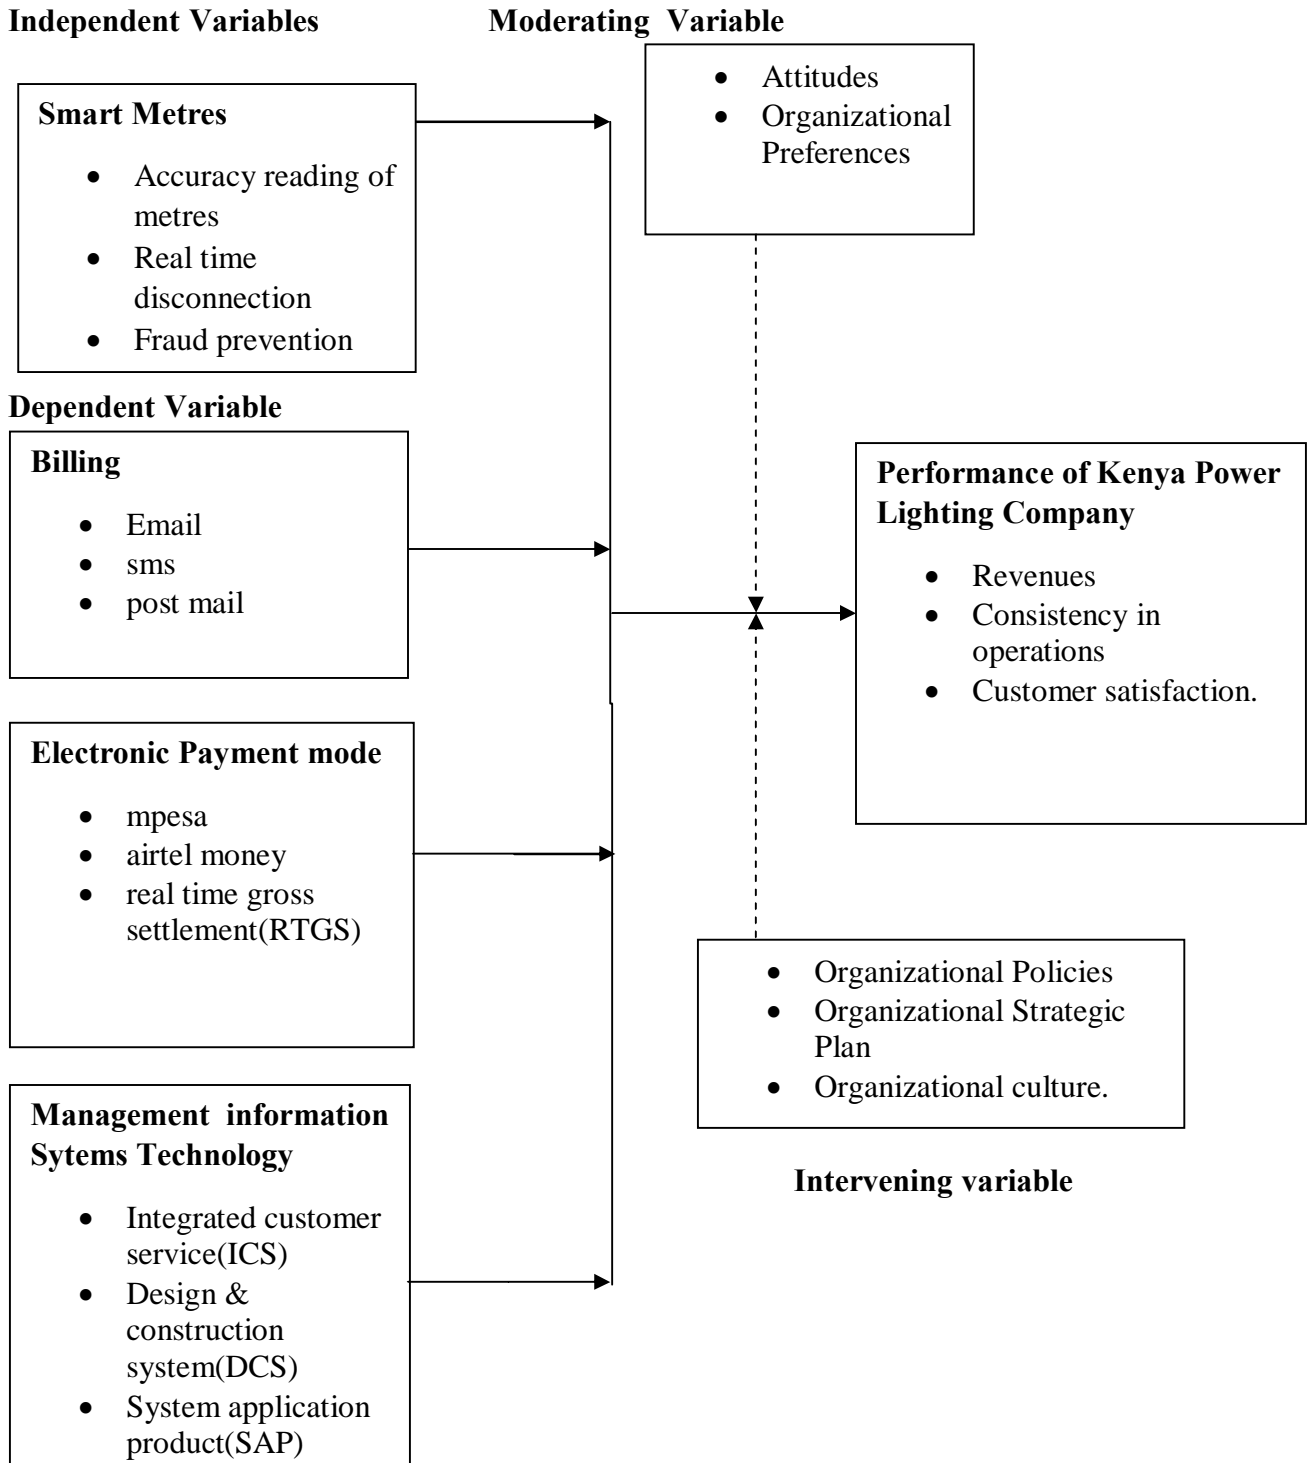 Independent Variables
Moderating Variable
Smart Metres
• Accuracy reading of
metres
• Real time
disconnection
• Fraud prevention
• Attitudes
• Organizational
Preferences
Dependent Variable
Billing
• Email
• sms
• post mail
Performance of Kenya Power
Lighting Company
• Revenues
• Consistency in
operations
• Customer satisfaction.
Electronic Payment mode
• mpesa
• airtel money
• real time gross
settlement(RTGS)
• Organizational Policies
• Organizational Strategic
Plan
• Organizational culture.
Intervening variable
Management information
Sytems Technology
• Integrated customer
service(ICS)
• Design &
construction
system(DCS)
• System application
product(SAP)